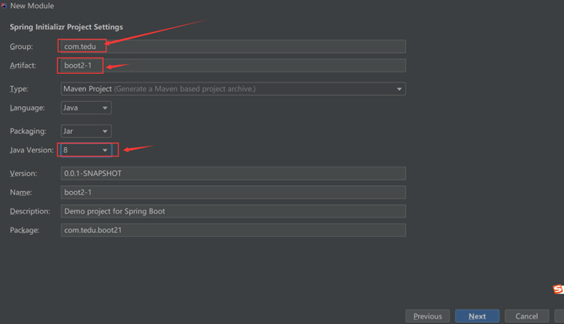 New Module
Spring Initializr Project Settings
Group: com.tedu
Artifact: boot2-1
Type: Maven Project (Generate a Maven based project archive.)
Language: Java
Packaging: Jar
Java Version: 8
Version: 0.0.1-SNAPSHOT
Name: boot2-1
Description: Demo project for Spring Boot
Package: com.tedu.boot21
Previous Next Cancel